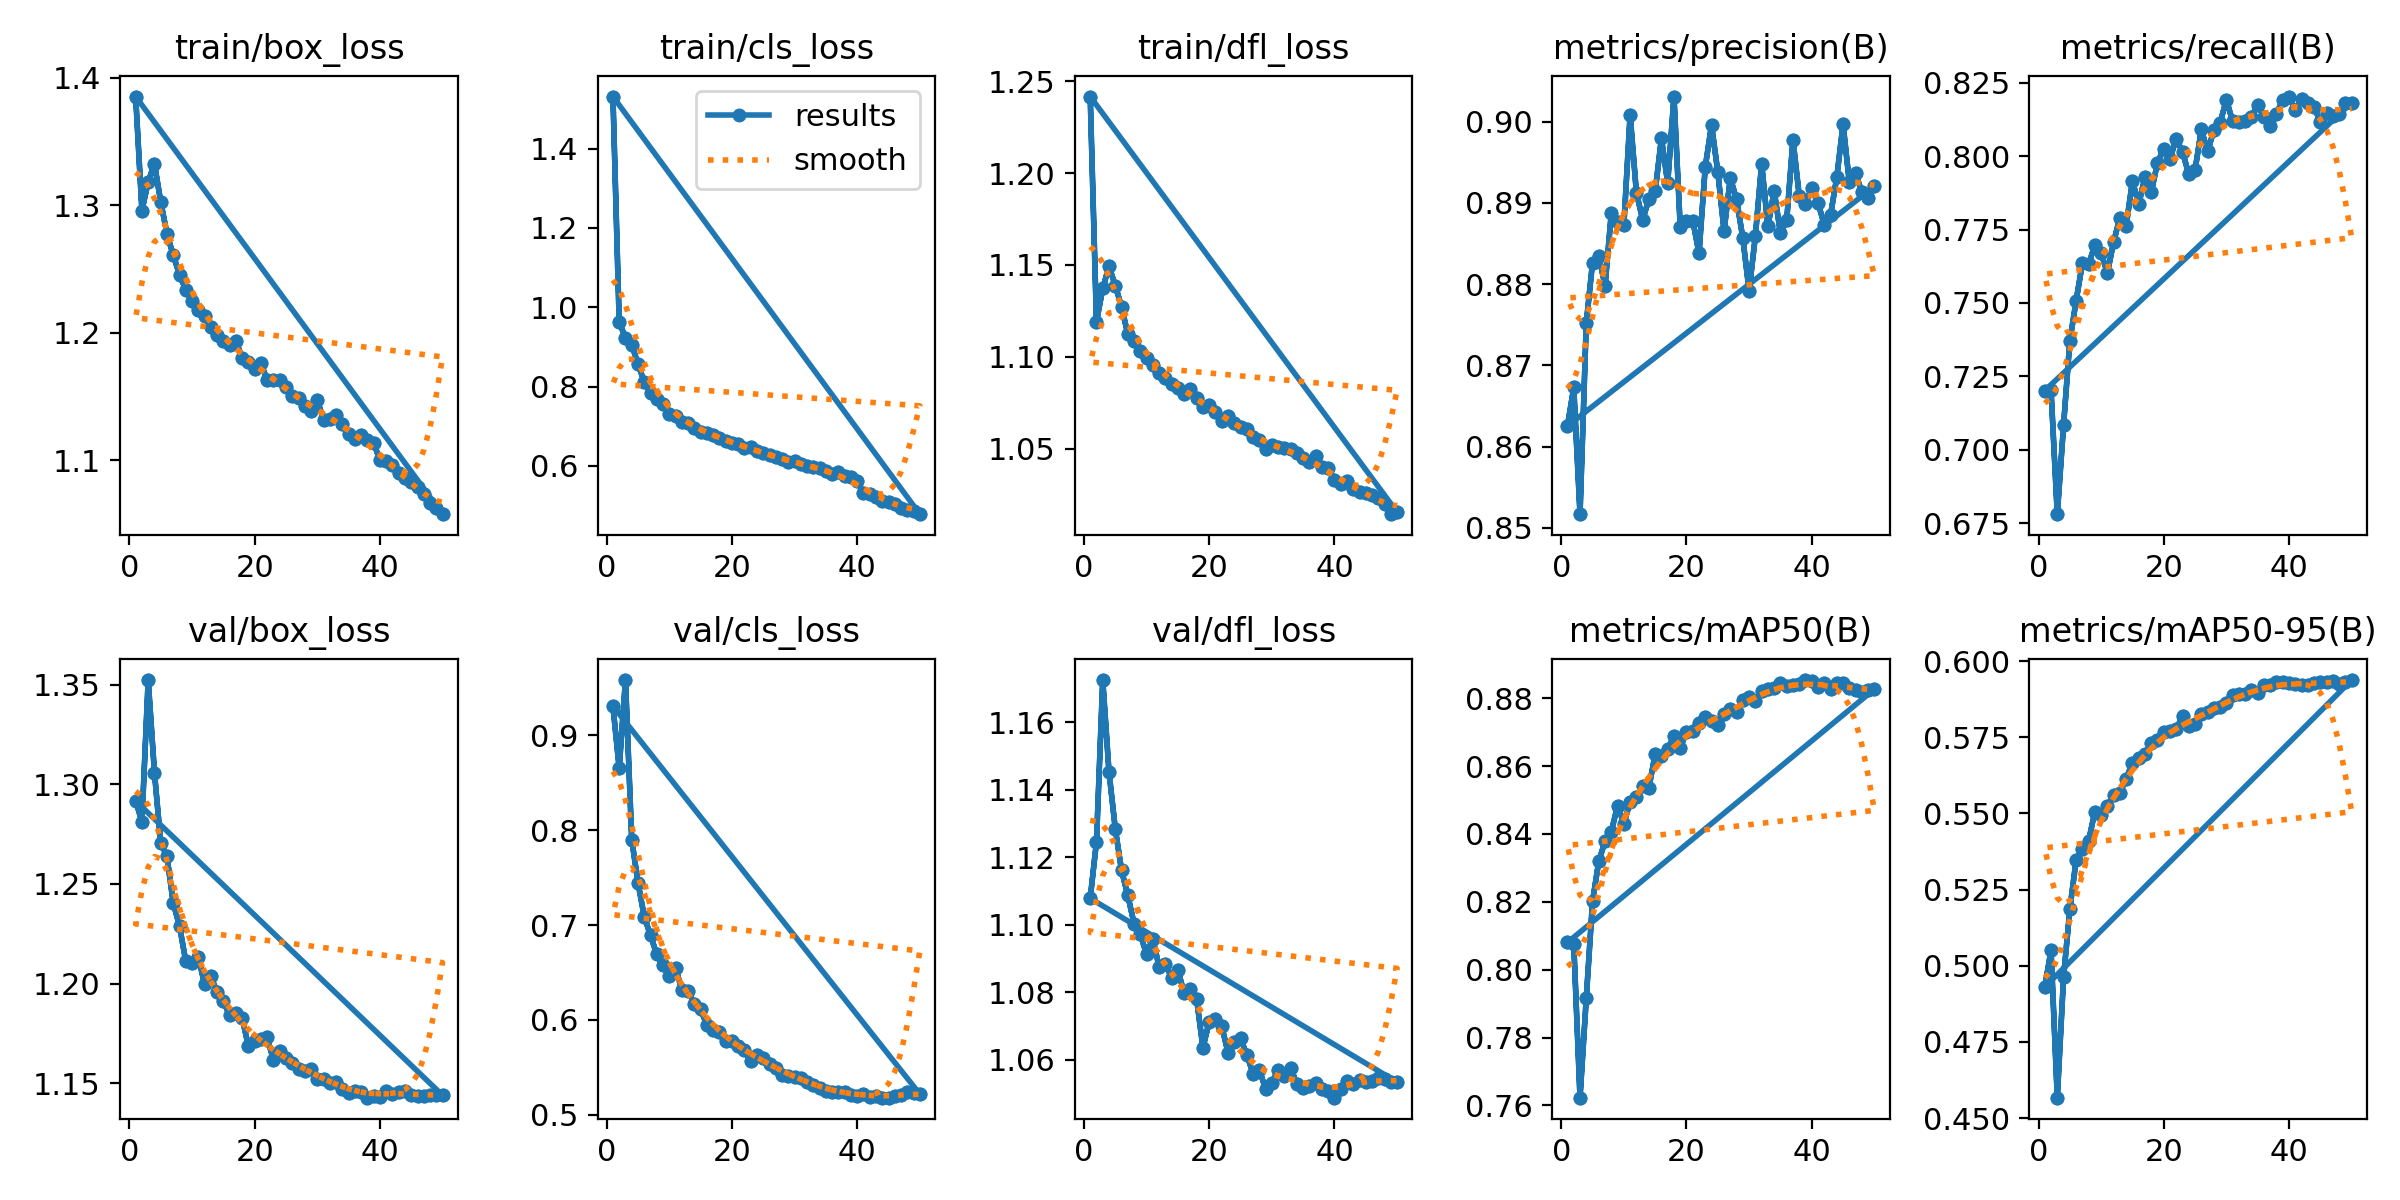 train/box_loss
1.4
1.3
1.2
1.1
0 20 40
train/cls_loss
results
smooth
1.4
1.2
1.0
0.8
0.6
0 20 40
train/dfl_loss
1.25
1.20
1.15
1.10
1.05
0 20 40
metrics/precision(B)
0.90
0.89
0.88
0.87
0.86
0.85
0 20 40
metrics/recall(B)
0.825
0.800
0.775
0.750
0.725
0.700
0.675
0 20 40
val/box_loss
1.35
1.30
1.25
1.20
1.15
0 20 40
val/cls_loss
0.9
0.8
0.7
0.6
0.5
0 20 40
val/dfl_loss
1.16
1.14
1.12
1.10
1.08
1.06
0 20 40
metrics/mAP50(B)
0.88
0.86
0.84
0.82
0.80
0.78
0.76
0 20 40
metrics/mAP50-95(B)
0.600
0.575
0.550
0.525
0.500
0.475
0.450
0 20 40